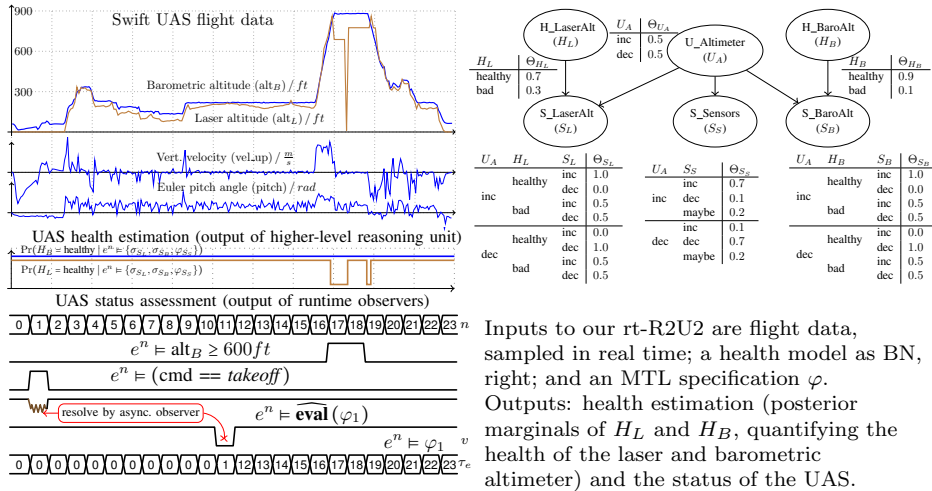 Swift UAS flight data
900
300
Barometric altitude (alt_B) / ft
Laser altitude (alt_L) / ft
Vert. velocity (vel_up) / m/s
Euler pitch angle (pitch) / rad
UAS health estimation (output of higher-level reasoning unit)
Pr(H_B = healthy | e^n ⊨ {σ_{S_L}, σ_{S_B}, φ_{S_S}})
Pr(H_L = healthy | e^n ⊨ {σ_{S_L}, σ_{S_B}, φ_{S_S}})
UAS status assessment (output of runtime observers)
0 1 2 3 4 5 6 7 8 9 10 11 12 13 14 15 16 17 18 19 20 21 22 23 n
e^n ⊨ alt_B ≥ 600ft
e^n ⊨ (cmd == takeoff)
resolve by async. observer
e^n ⊨ \widehat{eval}(φ_1)
e^n ⊨ φ_1 v
0 0 0 0 0 0 0 0 0 0 0 1 12 13 14 15 16 17 18 19 20 21 22 23 τ_e
H_LaserAlt
(H_L)
U_A Θ_{U_A}
inc 0.5
dec 0.5
U_Altimeter
(U_A)
H_BaroAlt
(H_B)
H_L Θ_{H_L}
healthy 0.7
bad 0.3
H_B Θ_{H_B}
healthy 0.9
bad 0.1
S_LaserAlt
(S_L)
S_Sensors
(S_S)
S_BaroAlt
(S_B)
U_A H_L S_L Θ_{S_L}
inc healthy inc 1.0
dec 0.0
bad inc 0.5
dec 0.5
dec healthy inc 0.0
dec 1.0
bad inc 0.5
dec 0.5
U_A S_S Θ_{S_S}
inc inc 0.7
dec 0.1
maybe 0.2
dec inc 0.1
dec 0.7
maybe 0.2
U_A H_B S_B Θ_{S_B}
inc healthy inc 1.0
dec 0.0
bad inc 0.5
dec 0.5
dec healthy inc 0.0
dec 1.0
bad inc 0.5
dec 0.5
Inputs to our rt-R2U2 are flight data,
sampled in real time; a health model as BN,
right; and an MTL specification φ.
Outputs: health estimation (posterior
marginals of H_L and H_B, quantifying the
health of the laser and barometric
altimeter) and the status of the UAS.